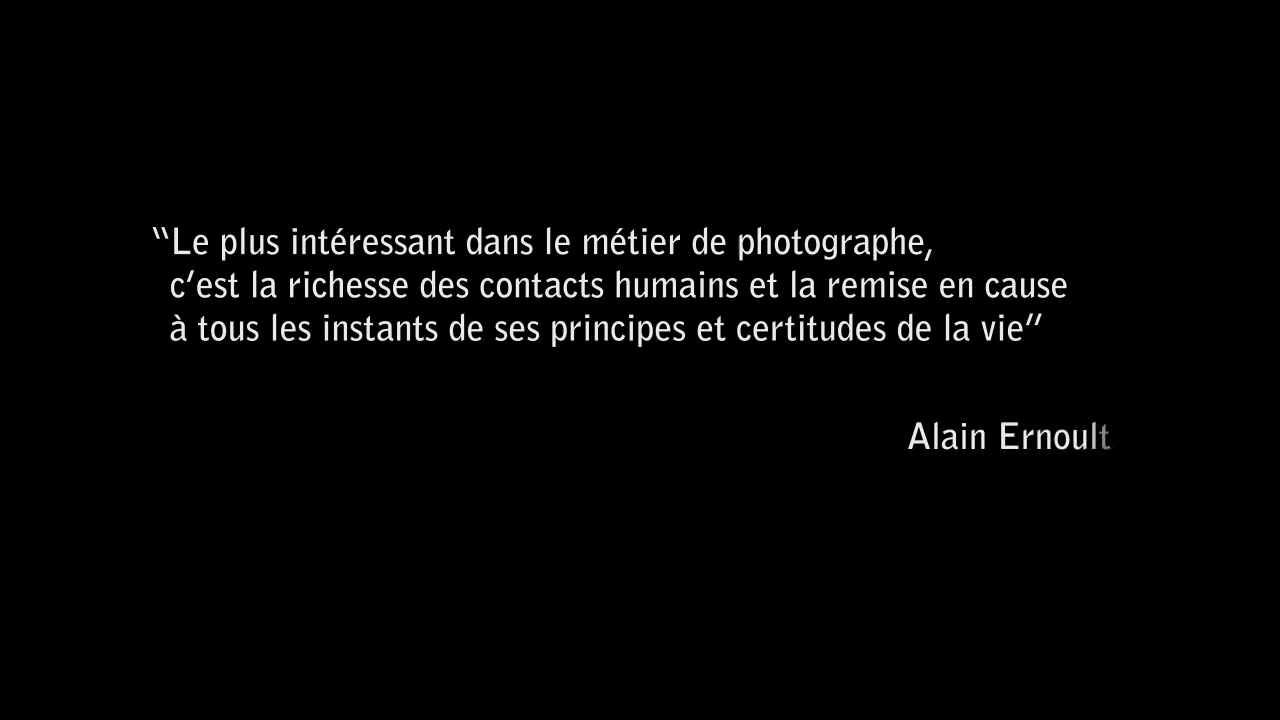 “Le plus intéressant dans le métier de photographe,
c’est la richesse des contacts humains et la remise en cause
à tous les instants de ses principes et certitudes de la vie”
Alain Ernoult